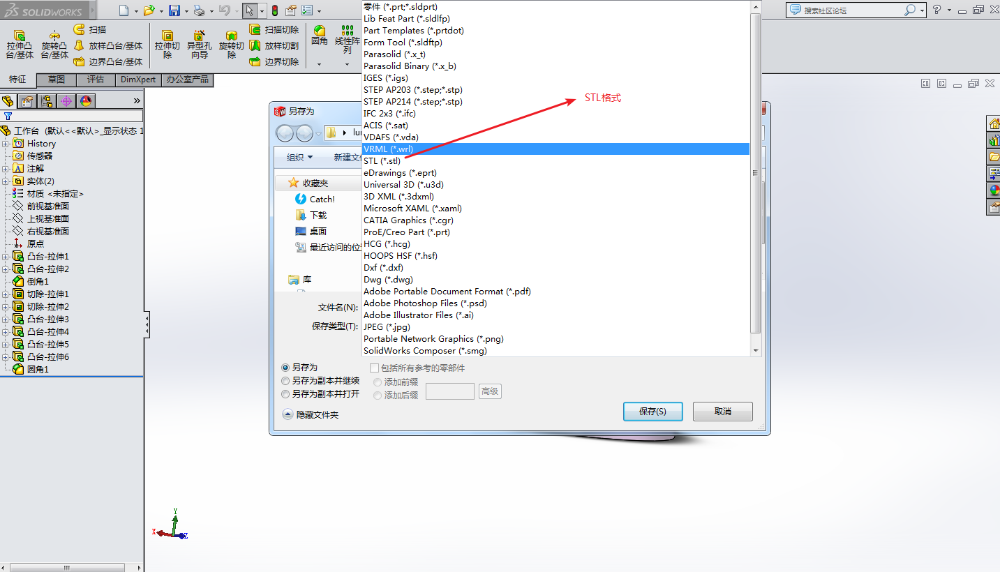 SOLIDWORKS
搜索社区论坛
拉伸凸台/基体
旋转凸台/基体
扫描
放样凸台/基体
边界凸台/基体
拉伸切除
异型孔向导
旋转切除
扫描切除
放样切割
边界切除
圆角
线性阵列
特征
草图
评估
DimXpert
办公室产品
工作台 (默认<<默认>_显示状态 1
History
传感器
注解
实体(2)
材质 <未指定>
前视基准面
上视基准面
右视基准面
原点
凸台-拉伸1
凸台-拉伸2
倒角1
切除-拉伸1
切除-拉伸2
凸台-拉伸3
凸台-拉伸4
凸台-拉伸5
凸台-拉伸6
圆角1
另存为
组织
收藏夹
Catch!
下载
桌面
最近访问的位
库
文件名(N):
保存类型(T):
零件 (*.prt;*.sldprt)
Lib Feat Part (*.sldlfp)
Part Templates (*.prtdot)
Form Tool (*.sldftp)
Parasolid (*.x_t)
Parasolid Binary (*.x_b)
IGES (*.igs)
STEP AP203 (*.step;*.stp)
STEP AP214 (*.step;*.stp)
IFC 2x3 (*.ifc)
ACIS (*.sat)
VDAFS (*.vda)
VRML (*.wrl)
STL (*.stl)
eDrawings (*.eprt)
Universal 3D (*.u3d)
3D XML (*.3dxml)
Microsoft XAML (*.xaml)
CATIA Graphics (*.cgr)
ProE/Creo Part (*.prt)
HCG (*.hcg)
HOOPS HSF (*.hsf)
Dxf (*.dxf)
Dwg (*.dwg)
Adobe Portable Document Format (*.pdf)
Adobe Photoshop Files (*.psd)
Adobe Illustrator Files (*.ai)
JPEG (*.jpg)
Portable Network Graphics (*.png)
SolidWorks Composer (*.smg)
STL格式
另存为
另存为副本并继续
另存为副本并打开
包括所有参考的零部件
添加前缀
添加后缀
高级
隐藏文件夹
保存(S)
取消
Y
X
Z